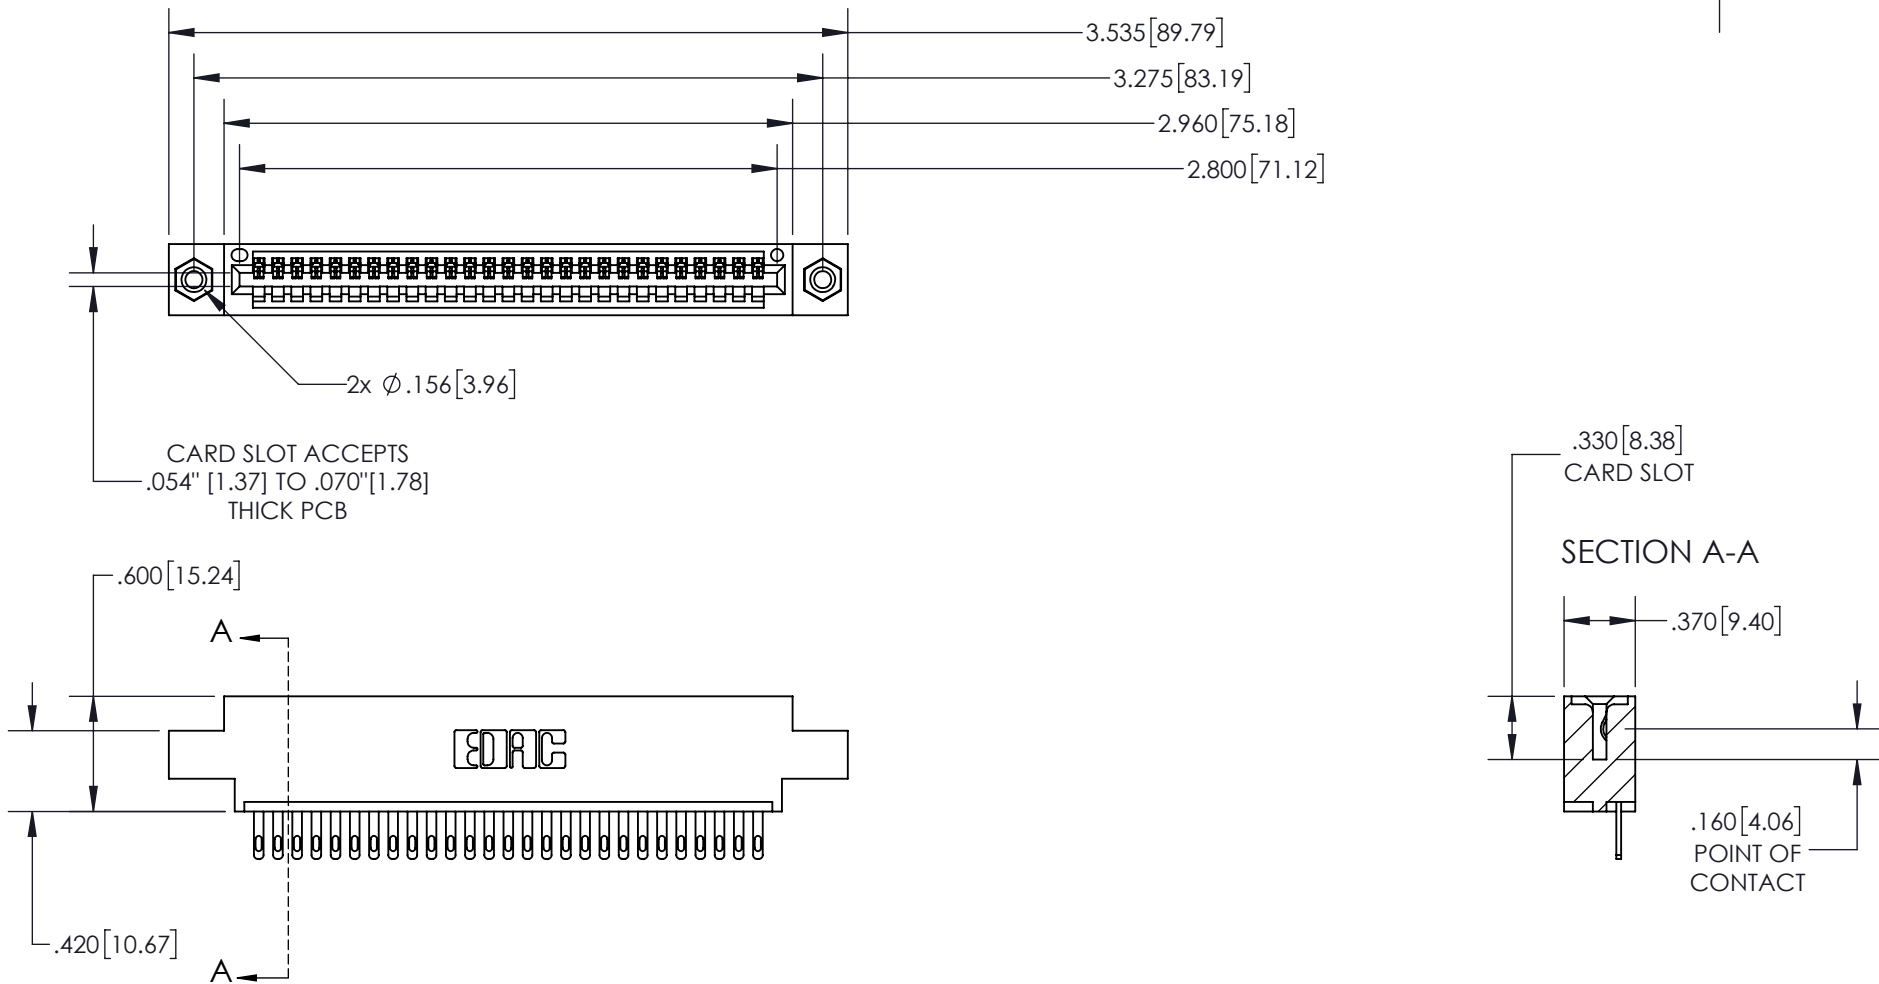 3.535[89.79]
3.275[83.19]
2.960[75.18]
2.800[71.12]
2x ∅.156[3.96]
CARD SLOT ACCEPTS
.054" [1.37] TO .070"[1.78]
THICK PCB
.330[8.38]
CARD SLOT
SECTION A-A
.600[15.24]
.370[9.40]
A
EDAC
.160[4.06]
POINT OF
CONTACT
.420[10.67]
A